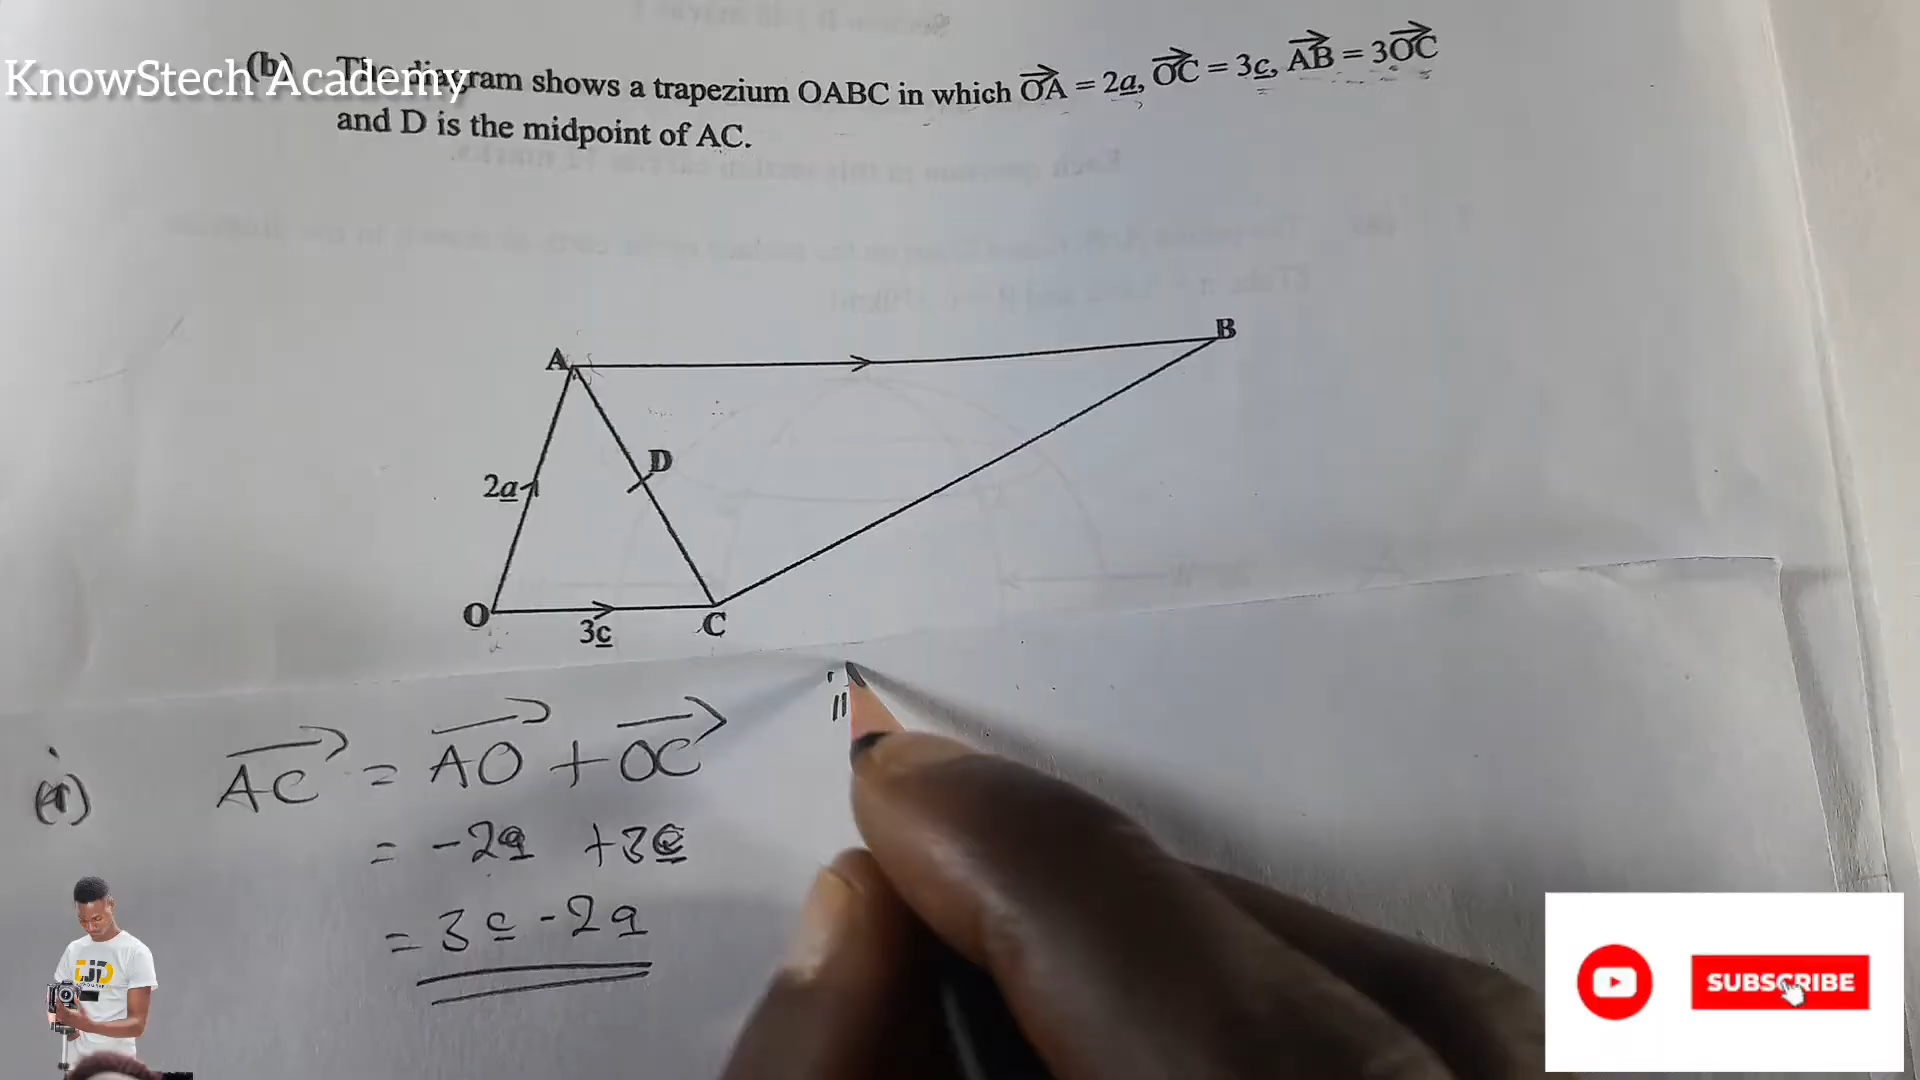 KnowStech Academy
(b) The diagram shows a trapezium OABC in which OA = 2a, OC = 3c, AB = 3OC
and D is the midpoint of AC.
A
B
D
2a
O
3c
C
(i) AC = AO + OC
= -2a + 3c
= 3c - 2a
ii
SUBSCRIBE